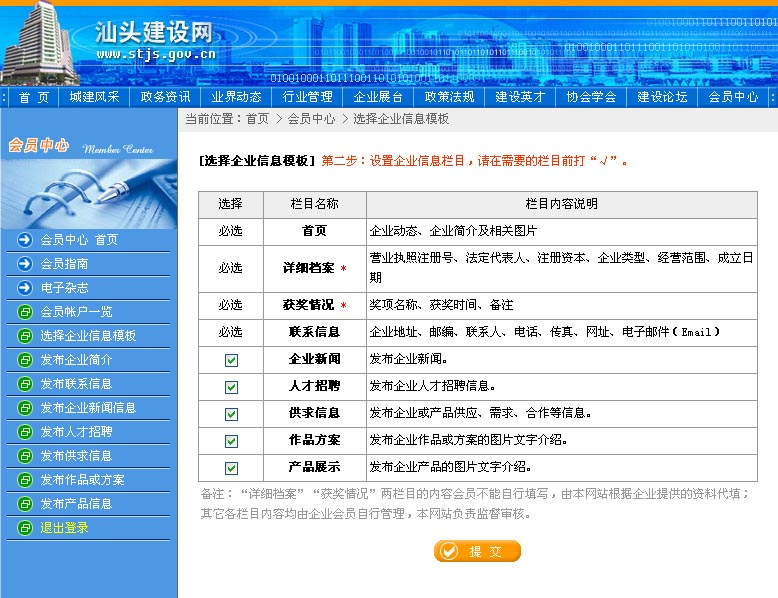 汕头建设网
www.stjs.gov.cn
首 页 城建风采 政务资讯 业界动态 行业管理 企业展台 政策法规 建设英才 协会学会 建设论坛 会员中心
当前位置：首页 > 会员中心 > 选择企业信息模板
会员中心 Member Center
会员中心 首页
会员指南
电子杂志
会员帐户一览
选择企业信息模板
发布企业简介
发布联系信息
发布企业新闻信息
发布人才招聘
发布供求信息
发布作品或方案
发布产品信息
退出登录
[选择企业信息模板] 第二步：设置企业信息栏目，请在需要的栏目前打“√”。
选择 栏目名称 栏目内容说明
必选 首页 企业动态、企业简介及相关图片
必选 详细档案 * 营业执照注册号、法定代表人、注册资本、企业类型、经营范围、成立日
期
必选 获奖情况 * 奖项名称、获奖时间、备注
必选 联系信息 企业地址、邮编、联系人、电话、传真、网址、电子邮件(Email)
企业新闻 发布企业新闻。
人才招聘 发布企业人才招聘信息。
供求信息 发布企业或产品供应、需求、合作等信息。
作品方案 发布企业作品或方案的图片文字介绍。
产品展示 发布企业产品的图片文字介绍。
备注：“详细档案”“获奖情况”两栏目的内容会员不能自行填写，由本网站根据企业提供的资料代填；
其它各栏目内容均由企业会员自行管理，本网站负责监督审核。
提 交